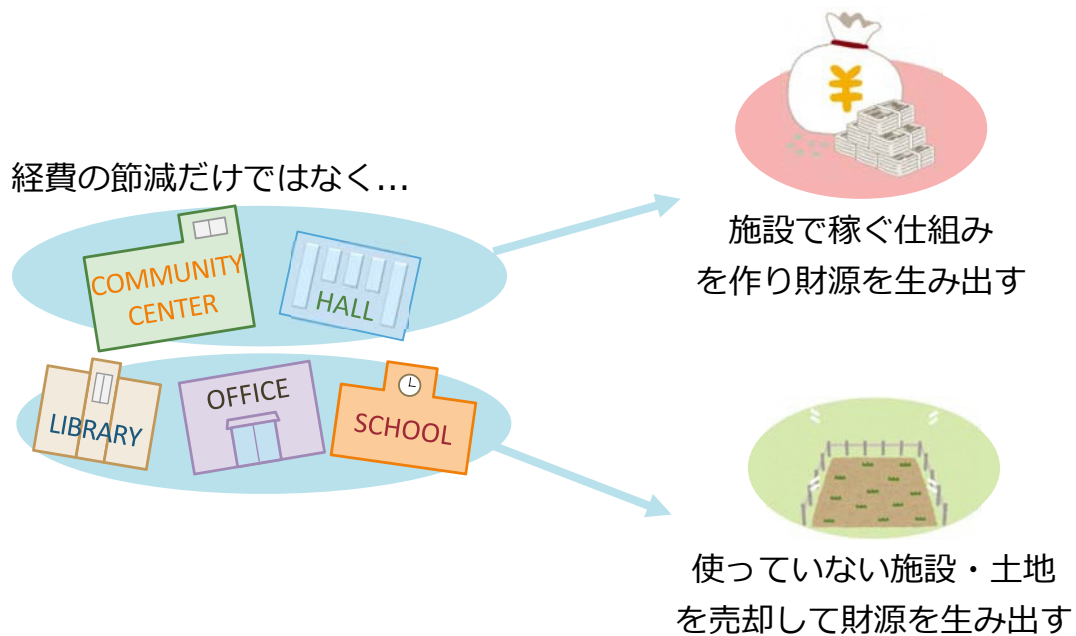 経費の節減だけではなく…
COMMUNITY
CENTER
HALL
LIBRARY
OFFICE
SCHOOL
¥
施設で稼ぐ仕組み
を作り財源を生み出す
使っていない施設・土地
を売却して財源を生み出す